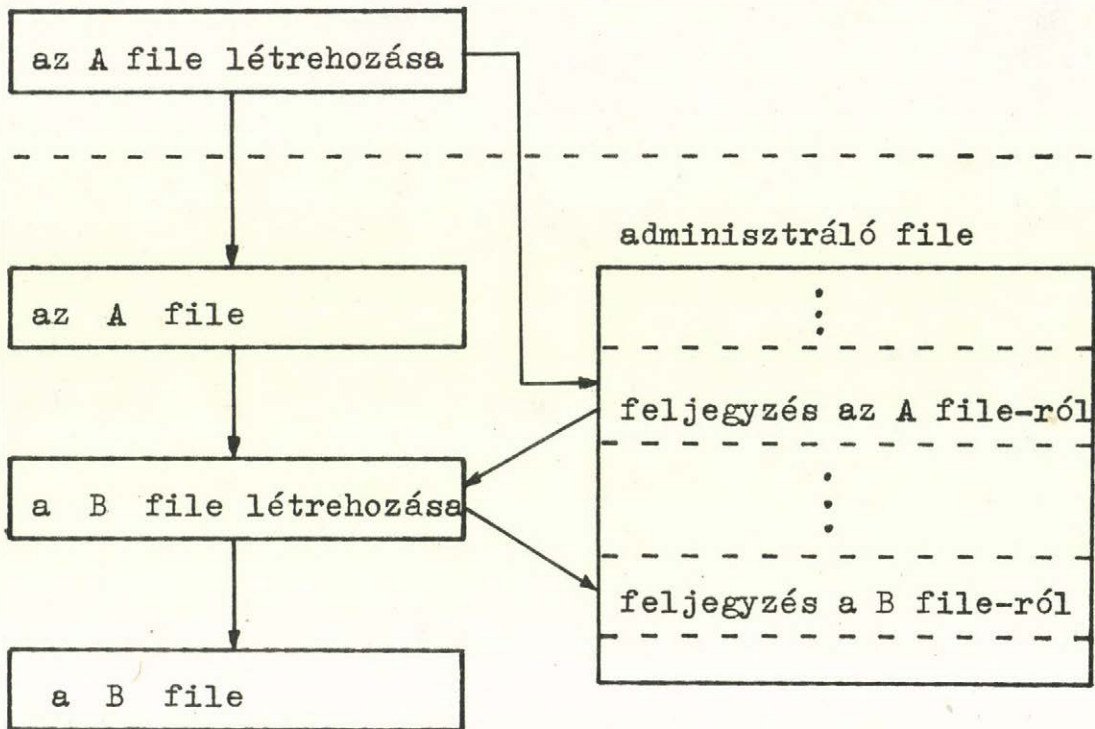 az A file létrehozása
adminisztráló file
az A file
feljegyzés az A file-ról
a B file létrehozása
feljegyzés a B file-ról
a B file